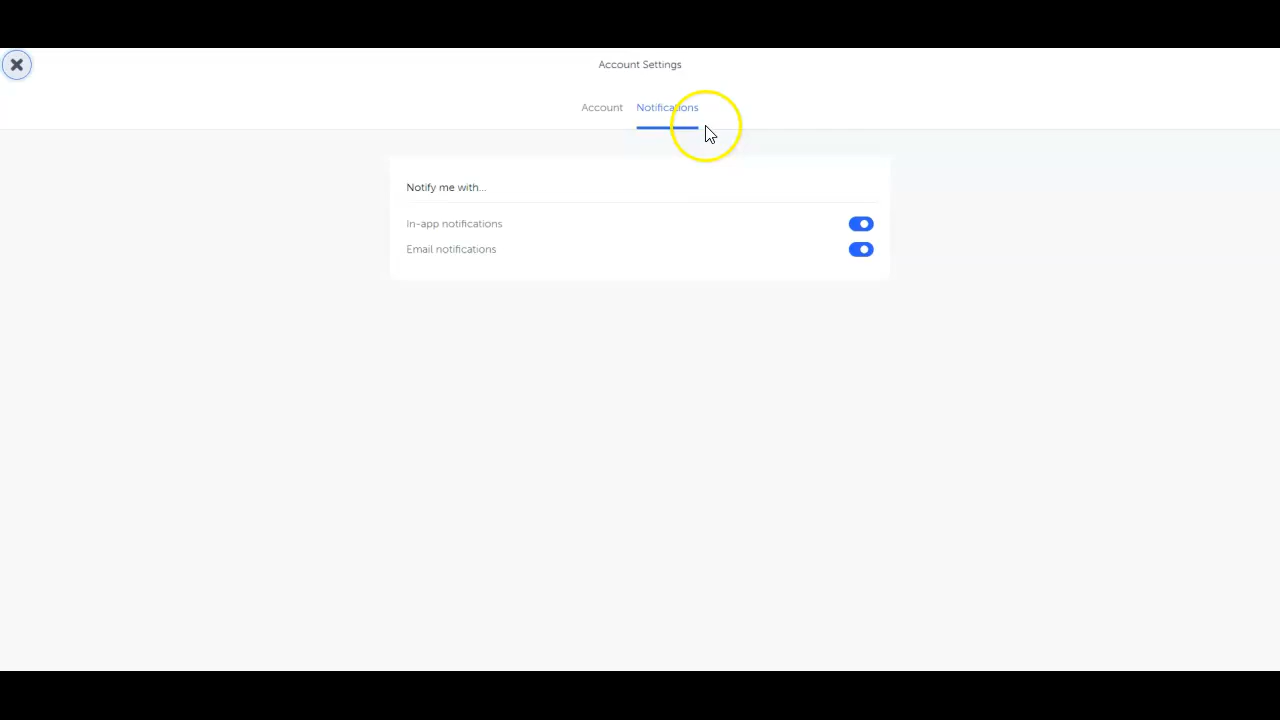 Account Settings
Account Notifications
Notify me with...
In-app notifications
Email notifications